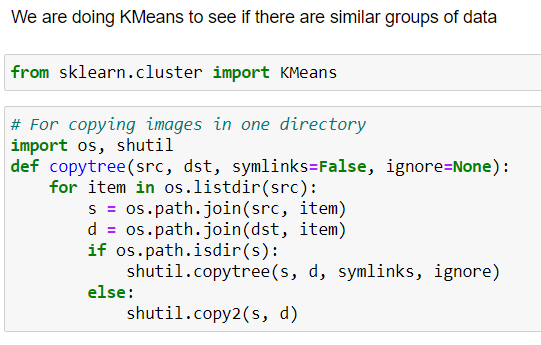 We are doing KMeans to see if there are similar groups of data
from sklearn.cluster import KMeans
# For copying images in one directory
import os, shutil
def copytree(src, dst, symlinks=False, ignore=None):
    for item in os.listdir(src):
        s = os.path.join(src, item)
        d = os.path.join(dst, item)
        if os.path.isdir(s):
            shutil.copytree(s, d, symlinks, ignore)
        else:
            shutil.copy2(s, d)